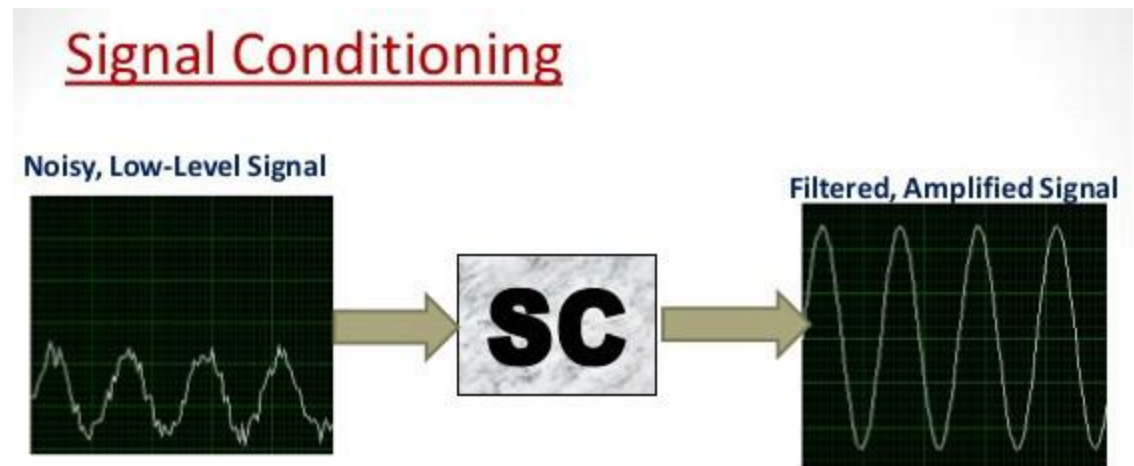 Signal Conditioning
Noisy, Low-Level Signal
Filtered, Amplified Signal
SC